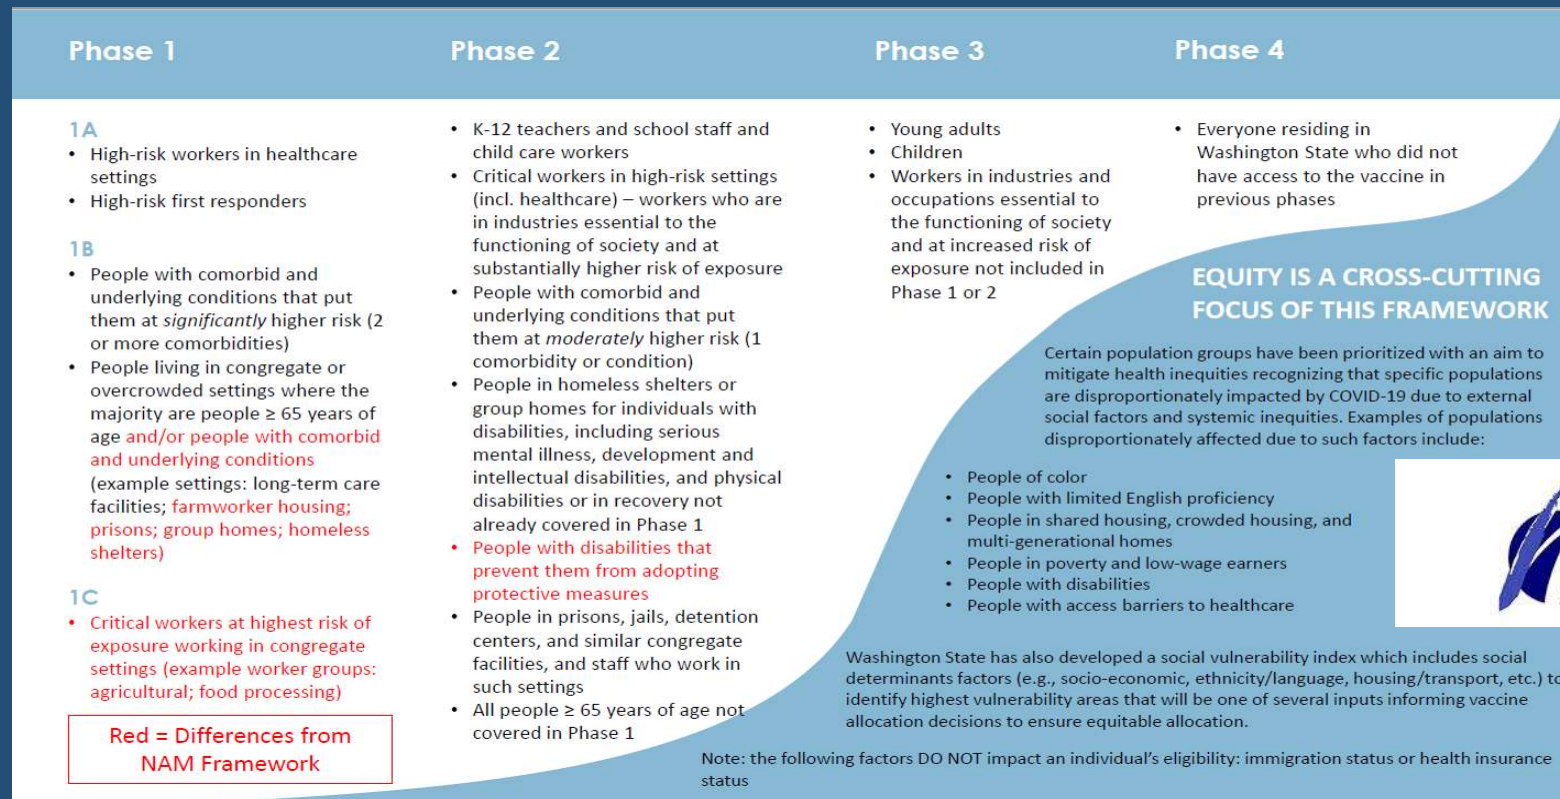 Phase 1
1A
• High-risk workers in healthcare
settings
• High-risk first responders
1B
• People with comorbid and
underlying conditions that put
them at significantly higher risk (2
or more comorbidities)
• People living in congregate or
overcrowded settings where the
majority are people ≥ 65 years of
age and/or people with comorbid
and underlying conditions
(example settings: long-term care
facilities; farmworker housing;
prisons; group homes; homeless
shelters)
1C
• Critical workers at highest risk of
exposure working in congregate
settings (example worker groups:
agricultural; food processing)
Red = Differences from
NAM Framework
Phase 2
• K-12 teachers and school staff and
child care workers
• Critical workers in high-risk settings
(incl. healthcare) – workers who are
in industries essential to the
functioning of society and at
substantially higher risk of exposure
• People with comorbid and
underlying conditions that put
them at moderately higher risk (1
comorbidity or condition)
• People in homeless shelters or
group homes for individuals with
disabilities, including serious
mental illness, development and
intellectual disabilities, and physical
disabilities or in recovery not
already covered in Phase 1
• People with disabilities that
prevent them from adopting
protective measures
• People in prisons, jails, detention
centers, and similar congregate
facilities, and staff who work in
such settings
• All people ≥ 65 years of age not
covered in Phase 1
Phase 3
• Young adults
• Children
• Workers in industries and
occupations essential to
the functioning of society
and at increased risk of
exposure not included in
Phase 1 or 2
Phase 4
• Everyone residing in
Washington State who did not
have access to the vaccine in
previous phases
EQUITY IS A CROSS-CUTTING
FOCUS OF THIS FRAMEWORK
Certain population groups have been prioritized with an aim to
mitigate health inequities recognizing that specific populations
are disproportionately impacted by COVID-19 due to external
social factors and systemic inequities. Examples of populations
disproportionately affected due to such factors include:
• People of color
• People with limited English proficiency
• People in shared housing, crowded housing, and
multi-generational homes
• People in poverty and low-wage earners
• People with disabilities
• People with access barriers to healthcare
Washington State has also developed a social vulnerability index which includes social
determinants factors (e.g., socio-economic, ethnicity/language, housing/transport, etc.) to
identify highest vulnerability areas that will be one of several inputs informing vaccine
allocation decisions to ensure equitable allocation.
Note: the following factors DO NOT impact an individual's eligibility: immigration status or health insurance
status